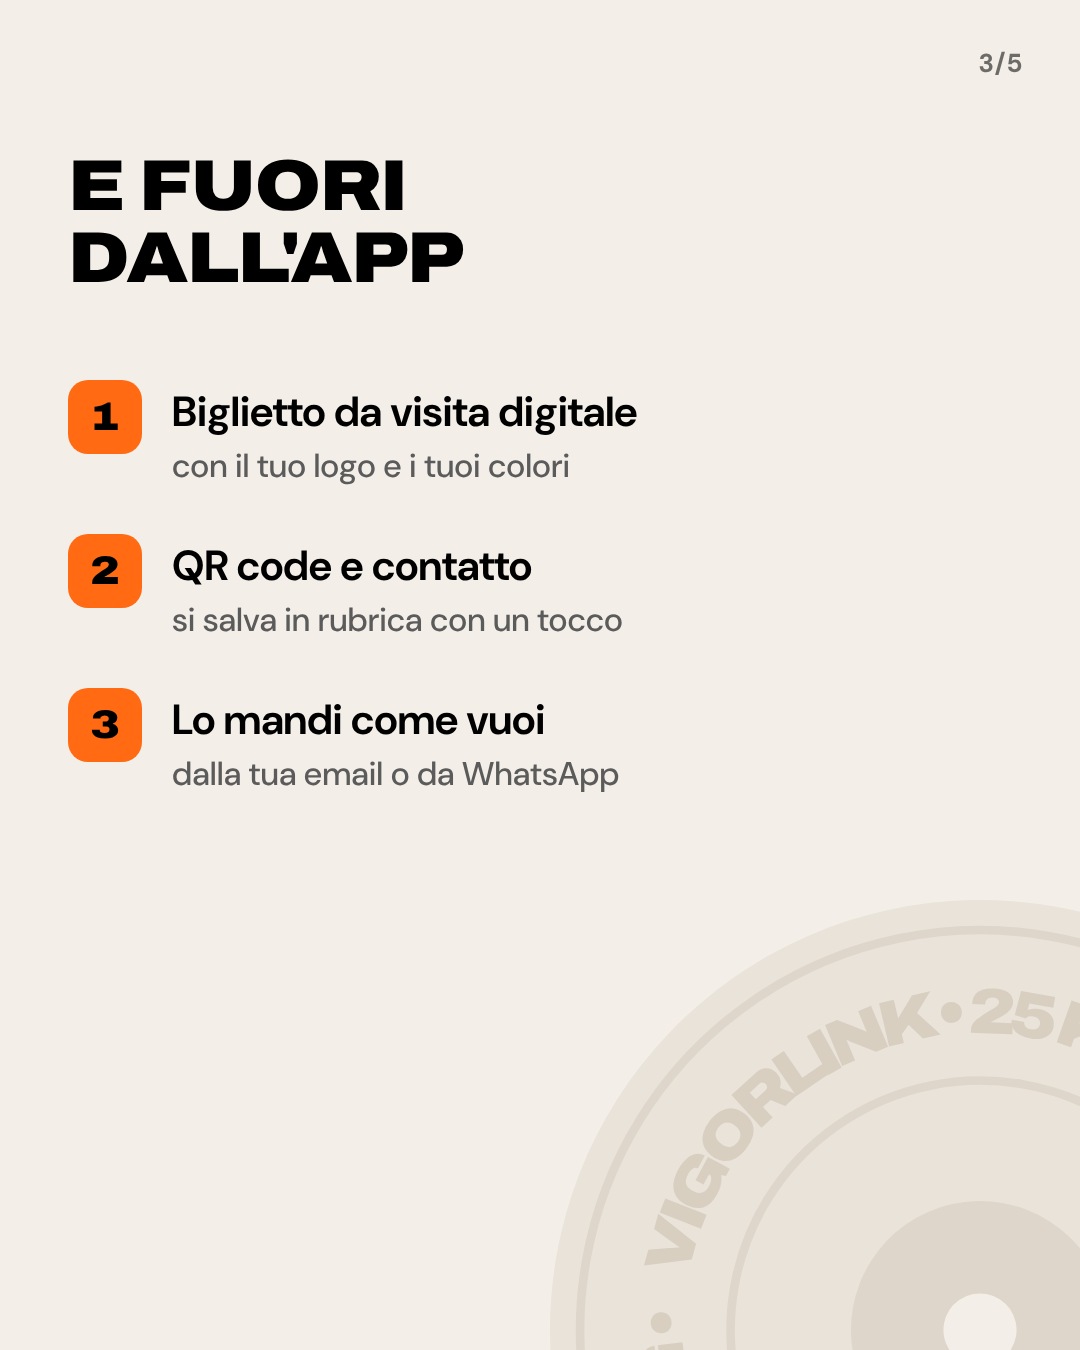 3/5
E FUORI
DALL'APP
1 Biglietto da visita digitale
con il tuo logo e i tuoi colori
2 QR code e contatto
si salva in rubrica con un tocco
3 Lo mandi come vuoi
dalla tua email o da WhatsApp
VIGORLINK • 25